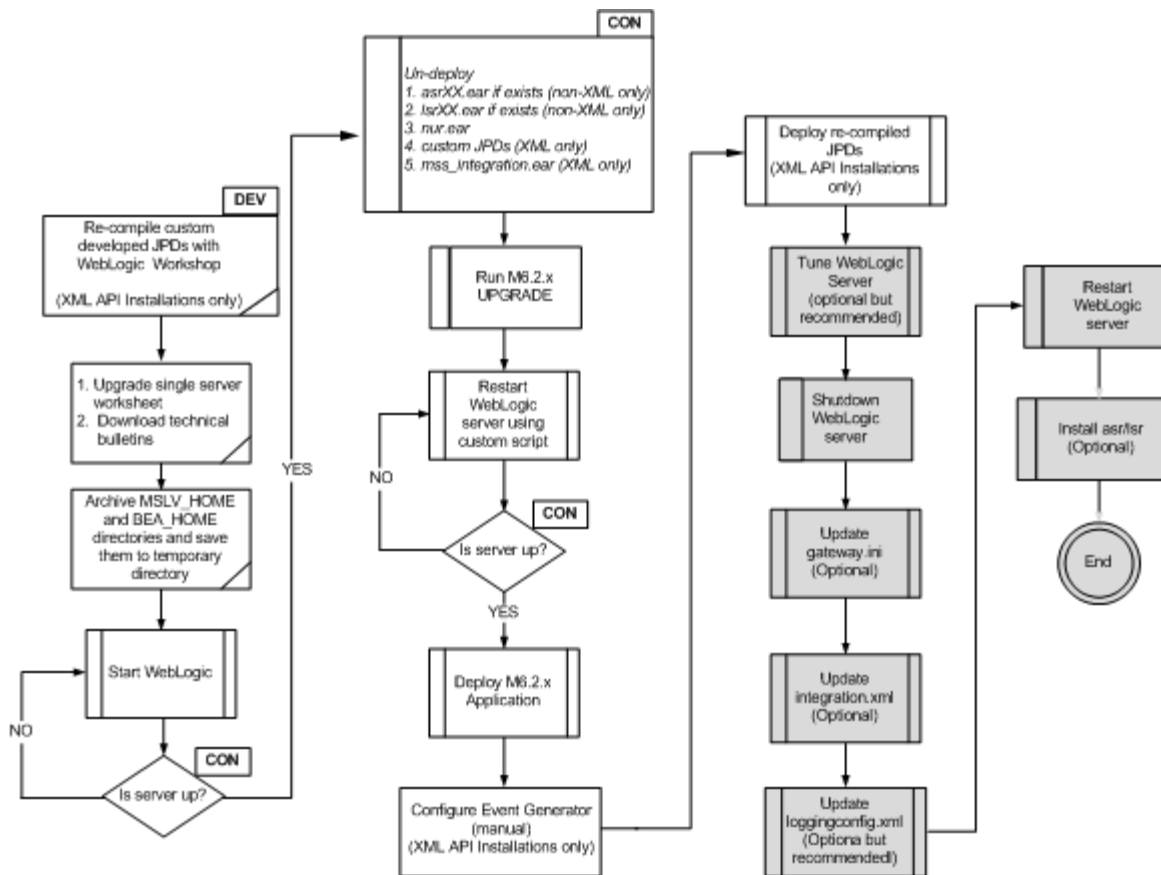 DEV
Re-compile custom
developed JPDs with
WebLogic Workshop
(XML API Installations only)
1. Upgrade single server
worksheet
2. Download technical
bulletins
Archive MSLV_HOME
and BEA_HOME
directories and save
them to temporary
directory
Start WebLogic
NO
CON
Is server up?
YES
CON
Un-deploy
1. asrXX.ear if exists (non-XML only)
2. lsrXX.ear if exists (non-XML only)
3. nur.ear
4. custom JPDs (XML only)
5. mss_integration.ear (XML only)
Run M6.2.x
UPGRADE
Restart
WebLogic
server using
custom script
NO
CON
Is server up?
YES
Deploy M6.2.x
Application
Configure Event Generator
(manual)
(XML API Installations only)
Deploy re-compiled
JPDs
(XML API Installations
only)
Tune WebLogic
Server
(optional but
recommended)
Shutdown
WebLogic
server
Update
gateway.ini
(Optional)
Update
integration.xml
(Optional)
Update
loggingconfig.xml
(Optiona but
recommendedl)
Restart
WebLogic
server
Install asr/lsr
(Optional)
End